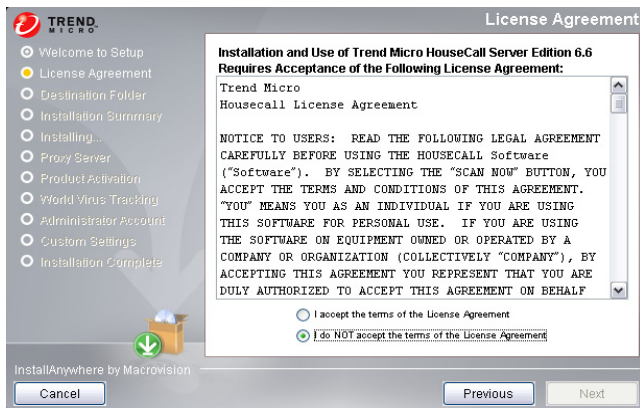 TREND
MICRO
License Agreement
Welcome to Setup
License Agreement
Destination Folder
Installation Summary
Installing...
Proxy Server
Product Activation
World Virus Tracking
Administrator Account
Custom Settings
Installation Complete
Installation and Use of Trend Micro HouseCall Server Edition 6.6
Requires Acceptance of the Following License Agreement:
Trend Micro
Housecall License Agreement
NOTICE TO USERS: READ THE FOLLOWING LEGAL AGREEMENT
CAREFULLY BEFORE USING THE HOUSECALL Software
("Software"). BY SELECTING THE "SCAN NOW" BUTTON, YOU
ACCEPT THE TERMS AND CONDITIONS OF THIS AGREEMENT.
"YOU" MEANS YOU AS AN INDIVIDUAL IF YOU ARE USING
THIS SOFTWARE FOR PERSONAL USE. IF YOU ARE USING
THE SOFTWARE ON EQUIPMENT OWNED OR OPERATED BY A
COMPANY OR ORGANIZATION (COLLECTIVELY "COMPANY"), BY
ACCEPTING THIS AGREEMENT YOU REPRESENT THAT YOU ARE
DULY AUTHORIZED TO ACCEPT THIS AGREEMENT ON BEHALF
I accept the terms of the License Agreement
I do NOT accept the terms of the License Agreement
InstallAnywhere by Macrovision
Cancel
Previous
Next